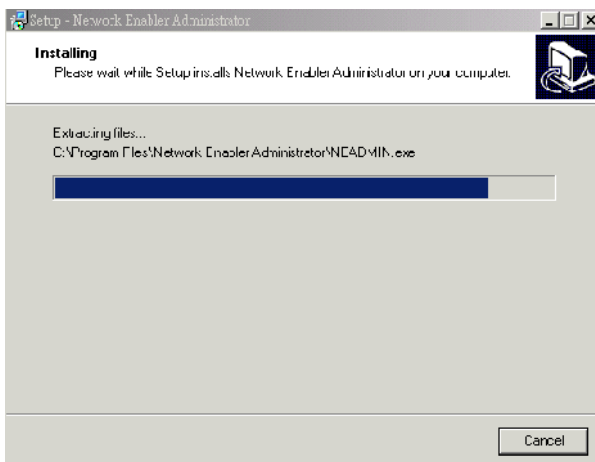 Setup - Network Enabler Administrator
Installing
Please wait while Setup installs Network Enabler Administrator on your computer.
Extracting files...
C:\Program Files\Network Enabler Administrator\NEADMIN.exe
Cancel